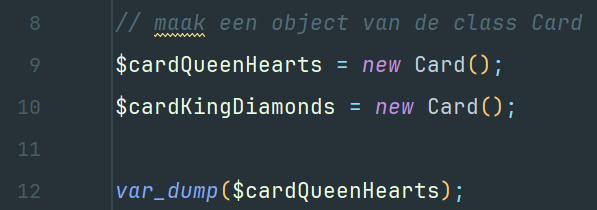 8 // maak een object van de class Card
9 $cardQueenHearts = new Card();
10 $cardKingDiamonds = new Card();
11
12 var_dump($cardQueenHearts);